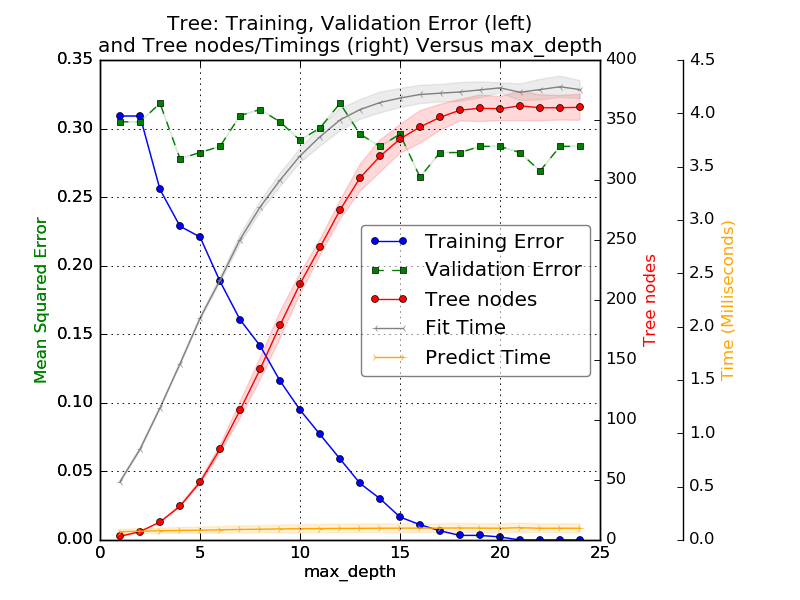 Tree: Training, Validation Error (left)
and Tree nodes/Timings (right) Versus max_depth
Mean Squared Error
0.35
0.30
0.25
0.20
0.15
0.10
0.05
0.00
0 5 10 15 20 25
max_depth
Training Error
Validation Error
Tree nodes
Fit Time
Predict Time
400
350
300
250
200
150
100
50
0
Tree nodes
4.5
4.0
3.5
3.0
2.5
2.0
1.5
1.0
0.5
0.0
Time (Milliseconds)